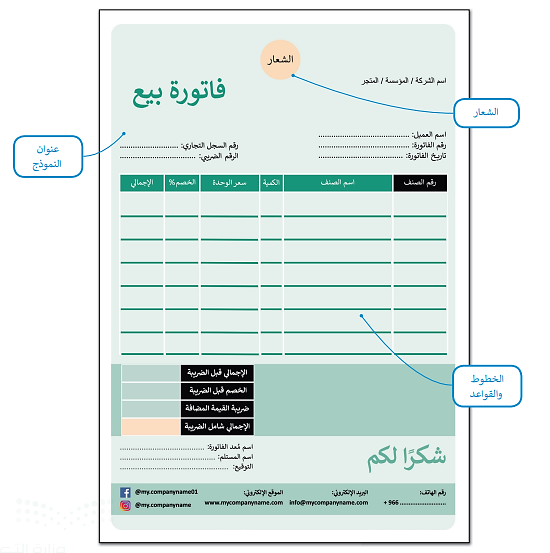 الشعار
اسم الشركة / المؤسسة / المتجر
فاتورة بيع
الشعار
اسم العميل: ........................................
رقم الفاتورة: ........................................
تاريخ الفاتورة: ........................................
رقم السجل التجاري: ..............................
الرقم الضريبي: ..............................
عنوان
النموذج
رقم الصنف اسم الصنف الكمية سعر الوحدة الخصم% الإجمالي
الخطوط
والقواعد
الإجمالي قبل الضريبة
الخصم قبل الضريبة
ضريبة القيمة المضافة
الإجمالي شامل الضريبة
شكرًا لكم
اسم مُعد الفاتورة: ..............................
اسم المستلم: ..............................
التوقيع: ..............................
رقم الهاتف: البريد الإلكتروني: الموقع الإلكتروني: @my.companyname01
+ 966 .................... info@mycompanyname.com www.mycompanyname.com @my.companyname